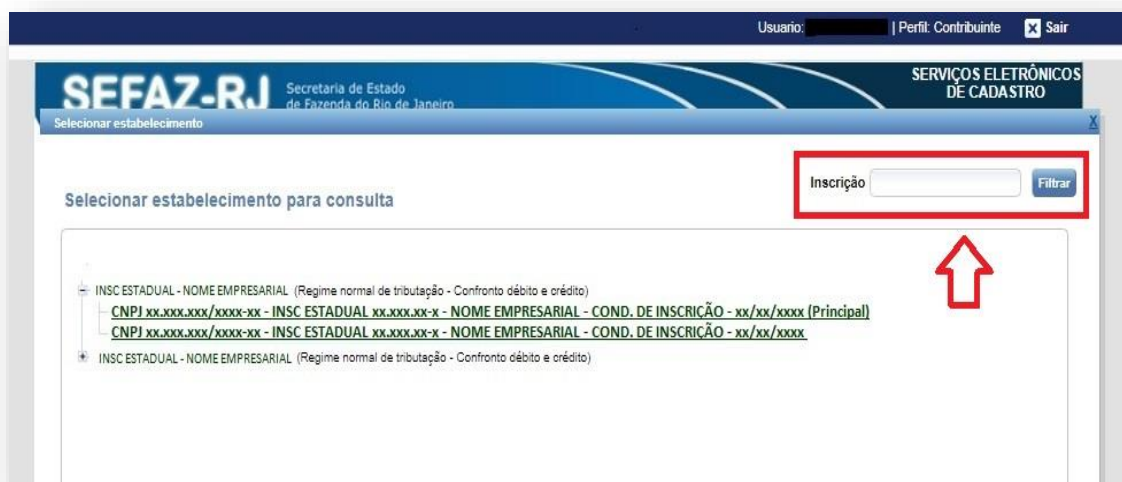 Usuario: | Perfil: Contribuinte X Sair
SEFAZ-RJ
Secretaria de Estado
de Fazenda do Rio de Janeiro
SERVIÇOS ELETRÔNICOS
DE CADASTRO
Selecionar estabelecimento X
Inscrição Filtrar
Selecionar estabelecimento para consulta
INSC ESTADUAL - NOME EMPRESARIAL (Regime normal de tributação - Confronto débito e crédito)
CNPJ xx.xxx.xxx/xxxx-xx - INSC ESTADUAL xx.xxx.xx-x - NOME EMPRESARIAL - COND. DE INSCRIÇÃO - xx/xx/xxxx (Principal)
CNPJ xx.xxx.xxx/xxxx-xx - INSC ESTADUAL xx.xxx.xx-x - NOME EMPRESARIAL - COND. DE INSCRIÇÃO - xx/xx/xxxx
INSC ESTADUAL - NOME EMPRESARIAL (Regime normal de tributação - Confronto débito e crédito)